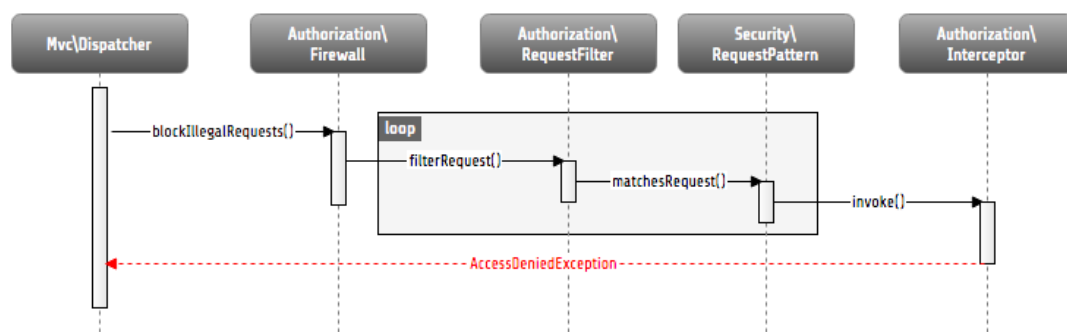 Mvc\Dispatcher
Authorization\
Firewall
Authorization\
RequestFilter
Security\
RequestPattern
Authorization\
Interceptor
loop
blockIllegalRequests()
filterRequest()
matchesRequest()
invoke()
AccessDeniedException